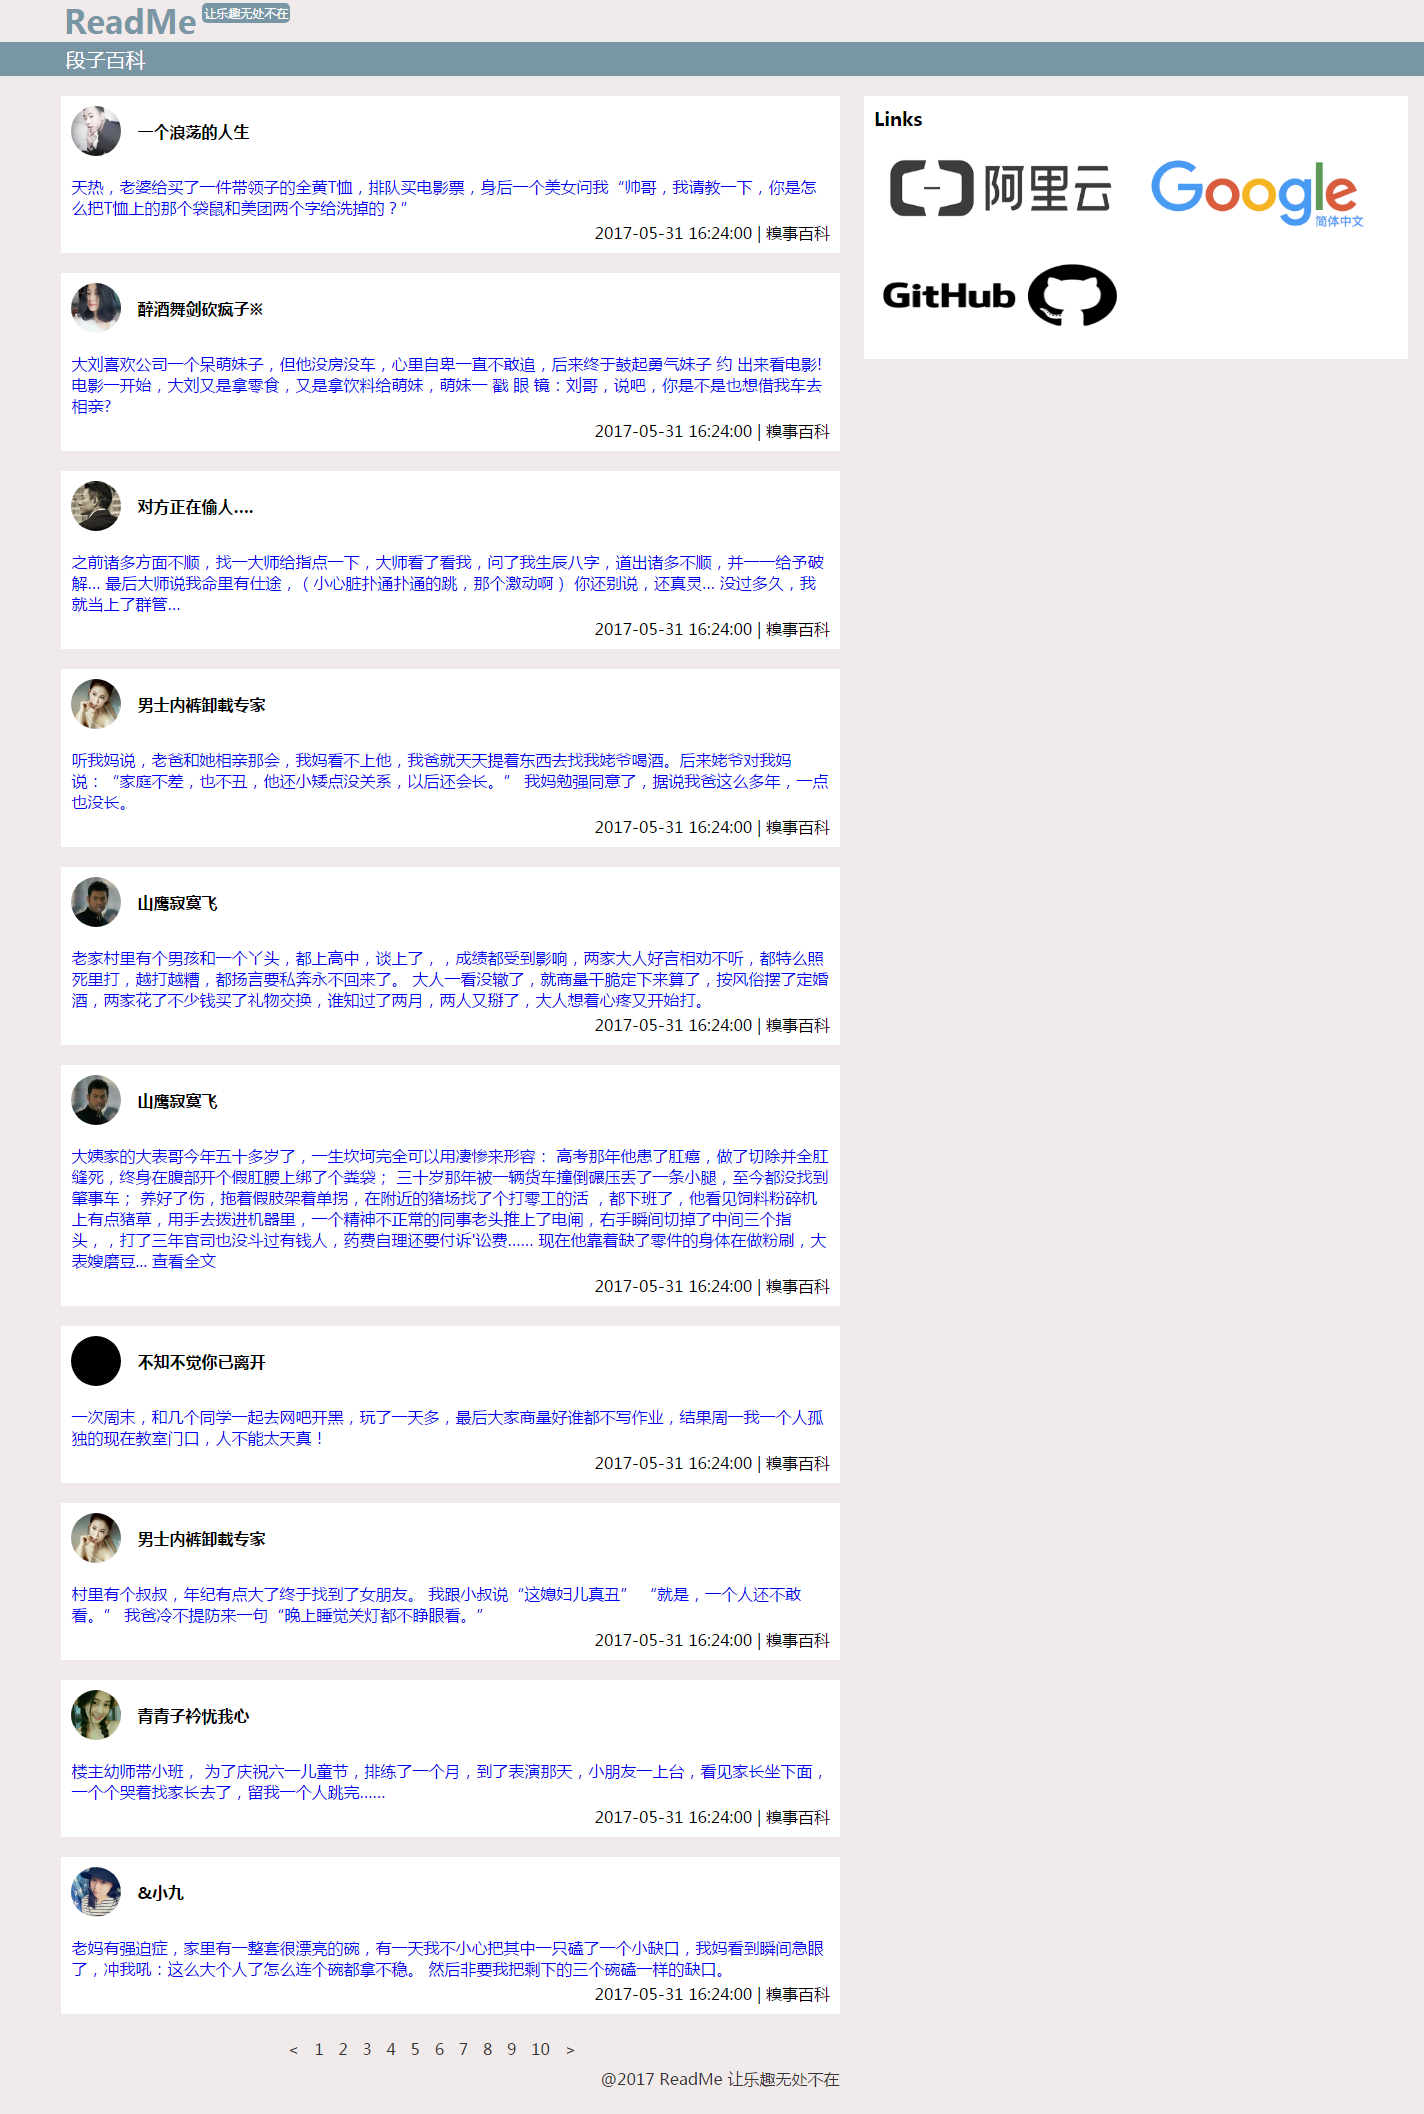 ReadMe 让乐趣无处不在
段子百科
一个浪荡的人生
天热，老婆给买了一件带领子的全黄T恤，排队买电影票，身后一个美女问我“帅哥，我请教一下，你是怎
么把T恤上的那个袋鼠和美团两个字给洗掉的？”
2017-05-31 16:24:00 | 糗事百科
醉酒舞剑砍疯子※
大刘喜欢公司一个呆萌妹子，但他没房没车，心里自卑一直不敢追，后来终于鼓起勇气妹子 约 出来看电影!
电影一开始，大刘又是拿零食，又是拿饮料给萌妹，萌妹一 戳 眼 镜：刘哥，说吧，你是不是也想借我车去
相亲?
2017-05-31 16:24:00 | 糗事百科
对方正在偷人....
之前诸多方面不顺，找一大师给指点一下，大师看了看我，问了我生辰八字，道出诸多不顺，并一一给予破
解... 最后大师说我命里有仕途，（ 小心脏扑通扑通的跳，那个激动啊 ） 你还别说，还真灵... 没过多久，我
就当上了群管...
2017-05-31 16:24:00 | 糗事百科
男士内裤卸载专家
听我妈说，老爸和她相亲那会，我妈看不上他，我爸就天天提着东西去找我姥爷喝酒。后来姥爷对我妈
说：“家庭不差，也不丑，他还小矮点没关系，以后还会长。” 我妈勉强同意了，据说我爸这么多年，一点
也没长。
2017-05-31 16:24:00 | 糗事百科
山鹰寂寞飞
老家村里有个男孩和一个丫头，都上高中，谈上了，，成绩都受到影响，两家大人好言相劝不听，都特么照
死里打，越打越糟，都扬言要私奔永不回来了。 大人一看没辙了，就商量干脆定下来算了，按风俗摆了定婚
酒，两家花了不少钱买了礼物交换，谁知过了两月，两人又掰了，大人想着心疼又开始打。
2017-05-31 16:24:00 | 糗事百科
山鹰寂寞飞
大姨家的大表哥今年五十多岁了，一生坎坷完全可以用凄惨来形容： 高考那年他患了肛癌，做了切除并全肛
缝死，终身在腹部开个假肛腰上绑了个粪袋； 三十岁那年被一辆货车撞倒碾压丢了一条小腿，至今都没找到
肇事车； 养好了伤，拖着假肢架着单拐，在附近的猪场找了个打零工的活 ，都下班了，他看见饲料粉碎机
上有点猪草，用手去拨进机器里，一个精神不正常的同事老头推上了电闸，右手瞬间切掉了中间三个指
头，，打了三年官司也没斗过有钱人，药费自理还要付诉'讼费…… 现在他靠着缺了零件的身体在做粉刷，大
表嫂磨豆... 查看全文
2017-05-31 16:24:00 | 糗事百科
不知不觉你已离开
一次周末，和几个同学一起去网吧开黑，玩了一天多，最后大家商量好谁都不写作业，结果周一我一个人孤
独的现在教室门口，人不能太天真！
2017-05-31 16:24:00 | 糗事百科
男士内裤卸载专家
村里有个叔叔，年纪有点大了终于找到了女朋友。 我跟小叔说“这媳妇儿真丑” “就是，一个人还不敢
看。” 我爸冷不提防来一句“晚上睡觉关灯都不睁眼看。”
2017-05-31 16:24:00 | 糗事百科
青青子衿忧我心
楼主幼师带小班， 为了庆祝六一儿童节，排练了一个月，到了表演那天，小朋友一上台，看见家长坐下面，
一个个哭着找家长去了，留我一个人跳完……
2017-05-31 16:24:00 | 糗事百科
&小九
老妈有强迫症，家里有一整套很漂亮的碗，有一天我不小心把其中一只磕了一个小缺口，我妈看到瞬间急眼
了，冲我吼：这么大个人了怎么连个碗都拿不稳。 然后非要我把剩下的三个碗磕一样的缺口。
2017-05-31 16:24:00 | 糗事百科
< 1 2 3 4 5 6 7 8 9 10 >
@2017 ReadMe 让乐趣无处不在
Links
阿里云
Google
简体中文
GitHub